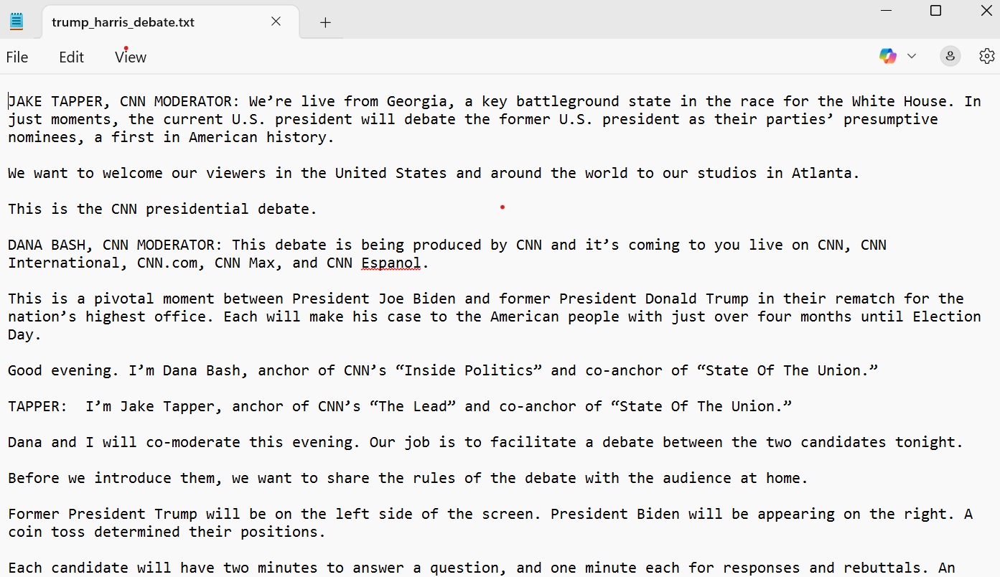 trump_harris_debate.txt
File Edit View
JAKE TAPPER, CNN MODERATOR: We’re live from Georgia, a key battleground state in the race for the White House. In
just moments, the current U.S. president will debate the former U.S. president as their parties’ presumptive
nominees, a first in American history.
We want to welcome our viewers in the United States and around the world to our studios in Atlanta.
This is the CNN presidential debate.
DANA BASH, CNN MODERATOR: This debate is being produced by CNN and it’s coming to you live on CNN, CNN
International, CNN.com, CNN Max, and CNN Espanol.
This is a pivotal moment between President Joe Biden and former President Donald Trump in their rematch for the
nation’s highest office. Each will make his case to the American people with just over four months until Election
Day.
Good evening. I’m Dana Bash, anchor of CNN’s “Inside Politics” and co-anchor of “State Of The Union.”
TAPPER:  I’m Jake Tapper, anchor of CNN’s “The Lead” and co-anchor of “State Of The Union.”
Dana and I will co-moderate this evening. Our job is to facilitate a debate between the two candidates tonight.
Before we introduce them, we want to share the rules of the debate with the audience at home.
Former President Trump will be on the left side of the screen. President Biden will be appearing on the right. A
coin toss determined their positions.
Each candidate will have two minutes to answer a question, and one minute each for responses and rebuttals. An